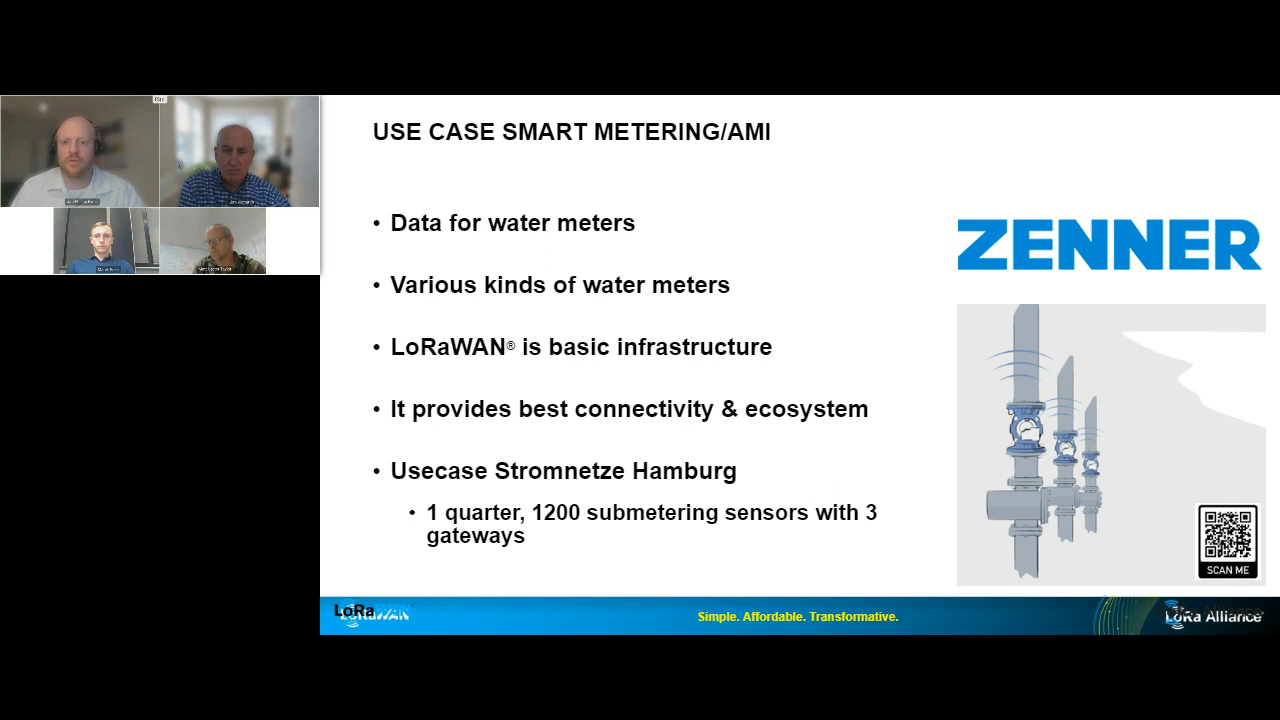 USE CASE SMART METERING/AMI
• Data for water meters
• Various kinds of water meters
• LoRaWAN® is basic infrastructure
• It provides best connectivity & ecosystem
• Usecase Stromnetze Hamburg
• 1 quarter, 1200 submetering sensors with 3
gateways
ZENNER
SCAN ME
LoRaWAN
Simple. Affordable. Transformative.
LoRa Alliance